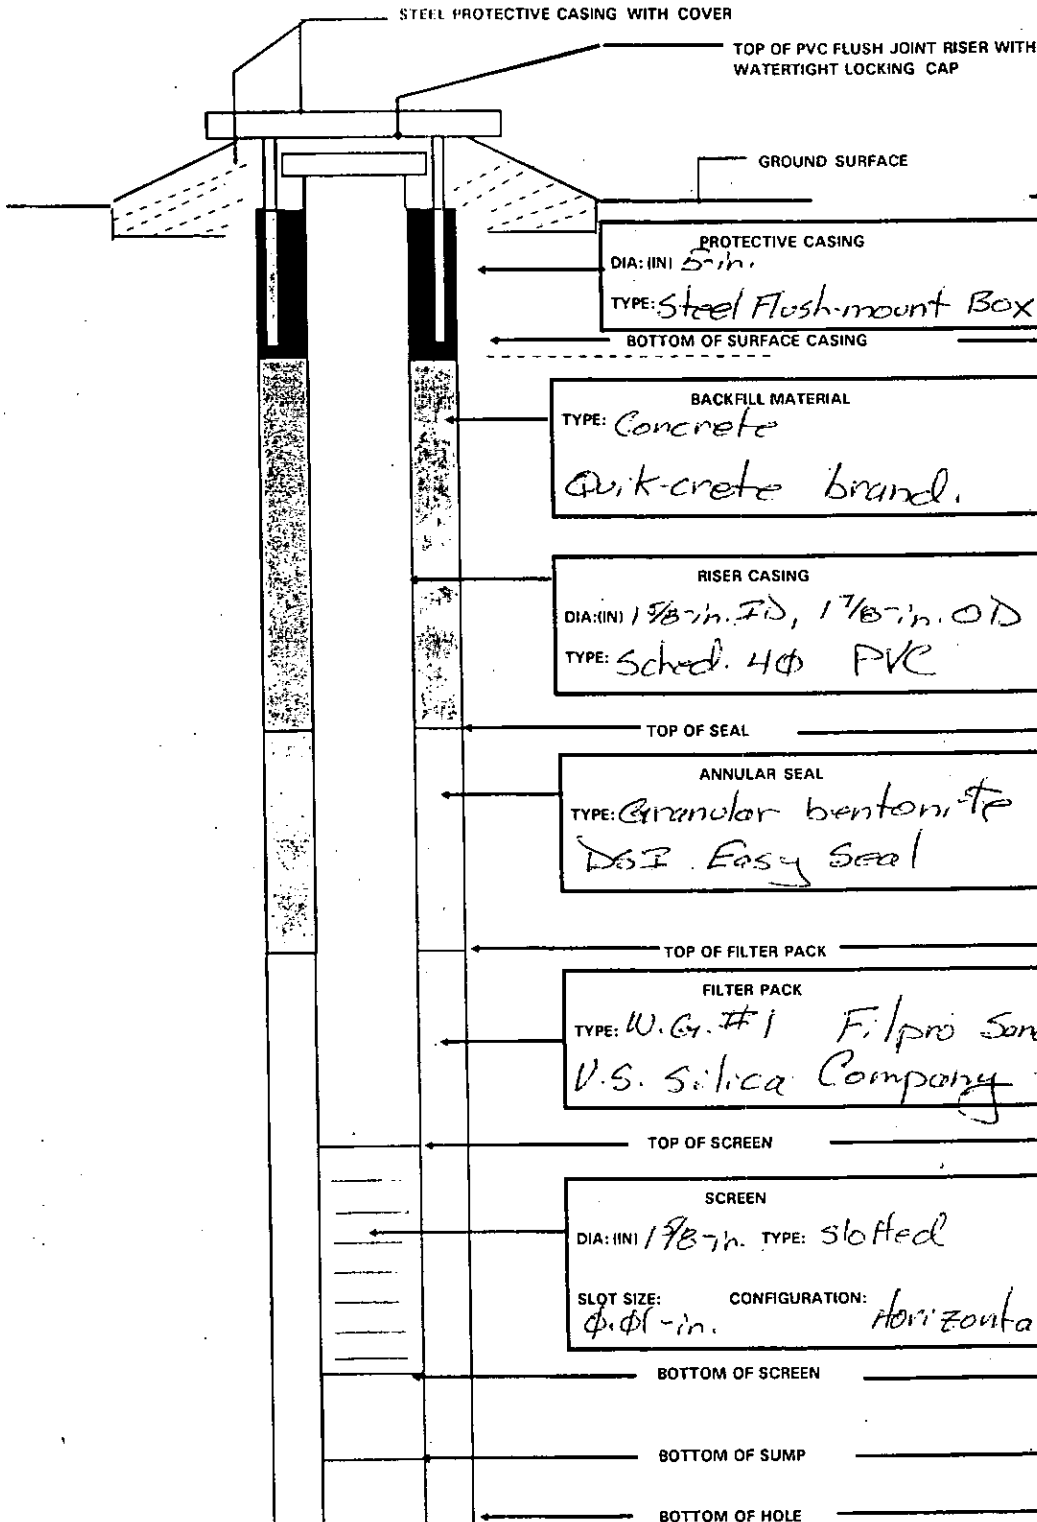 STEEL PROTECTIVE CASING WITH COVER
TOP OF PVC FLUSH JOINT RISER WITH
WATERTIGHT LOCKING CAP
GROUND SURFACE
PROTECTIVE CASING
DIA: (IN) 5-in.
TYPE: Steel Flush-mount Box
BOTTOM OF SURFACE CASING
BACKFILL MATERIAL
TYPE: Concrete
Quik-crete brand.
RISER CASING
DIA:(IN) 1 5/8-in. ID, 1 7/8-in. OD
TYPE: Sched. 40 PVC
TOP OF SEAL
ANNULAR SEAL
TYPE: Granular bentonite
DSI Easy Seal
TOP OF FILTER PACK
FILTER PACK
TYPE: W.G. #1 Filpro San
U.S. Silica Company
TOP OF SCREEN
SCREEN
DIA: (IN) 1 5/8-in. TYPE: Slotted
SLOT SIZE: CONFIGURATION:
0.01-in. Horizonta
BOTTOM OF SCREEN
BOTTOM OF SUMP
BOTTOM OF HOLE